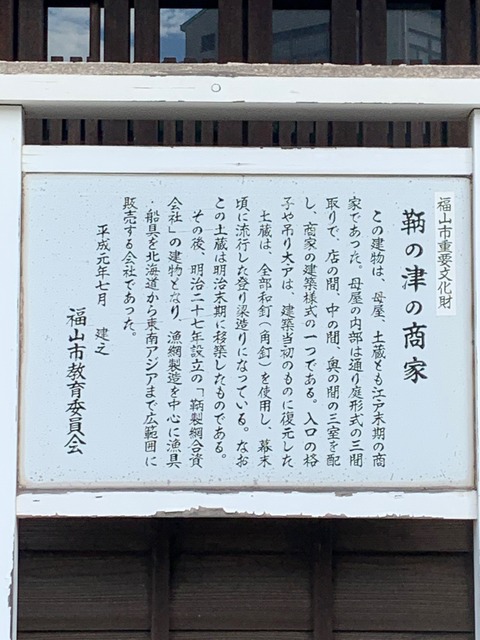 福山市重要文化財
鞆の津の商家
この建物は、母屋、土蔵とも江戸末期の商
家であった。母屋の内部は通り庭形式の三間
取りで、店の間、中の間、奥の間の三室を配
し、商家の建築様式の一つである。入口の格
子や吊り大戸は、建築当初のものに復元した
土蔵は、全部和釘(角釘)を使用し、幕末
頃に流行した登り梁造りになっている。なお
この土蔵は明治末期に移築したものである。
その後、明治二十七年設立の「鞆製網合資
会社」の建物となり、漁網製造を中心に漁具
・船具を北海道から東南アジアまで広範囲に
販売する会社であった。
平成元年七月 建之
福山市教育委員会